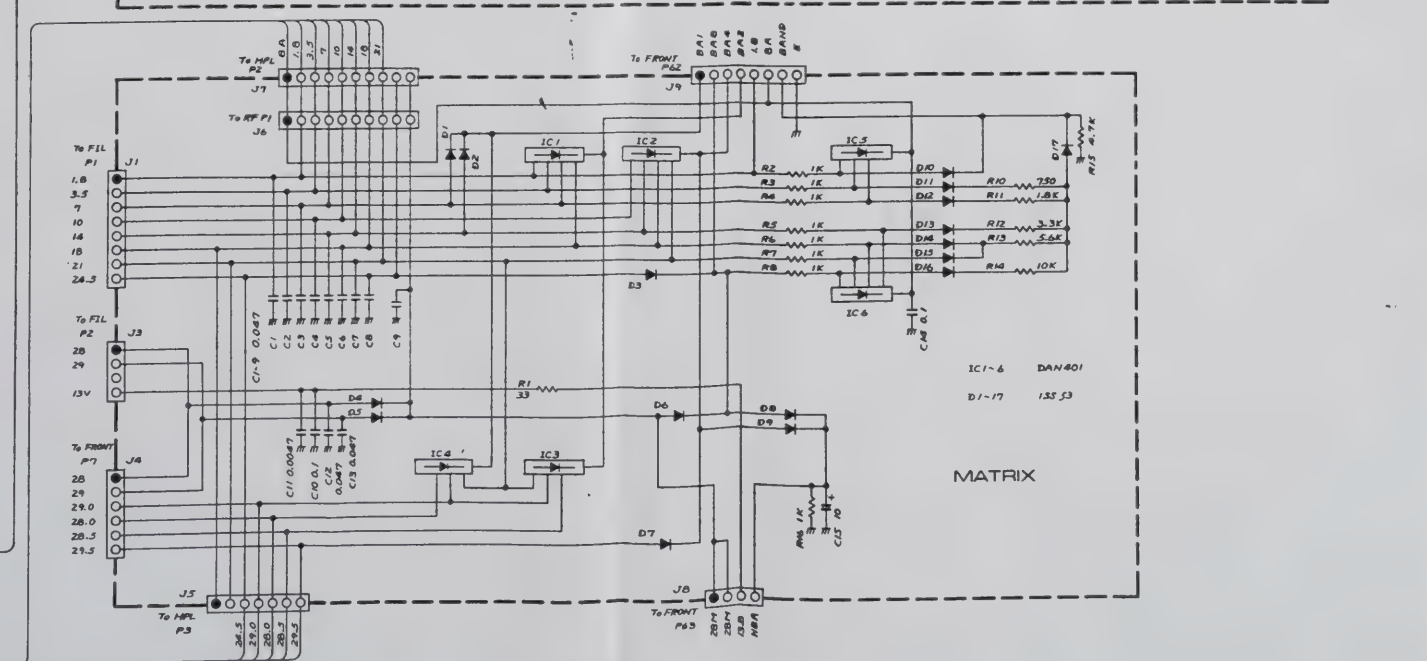 8A
1.8
3.5
7
10
14
18
21
To HPL
P2
J7
To RF P1
J6
To FRONT
P62
J9
BA1
BA8
BA4
BA2
1.8
8A
BAND
E
To FIL
P1
J1
1.8
3.5
7
10
14
18
21
24.5
D1
D2
IC1
IC2
IC5
R2 1K
R3 1K
R4 1K
R5 1K
R6 1K
R7 1K
R8 1K
D10
D11
D12
D13
D14
D15
D16
R10 750
R11 1.8K
R12 3.3K
R13 5.6K
R14 10K
D17
R15 4.7K
D3
IC6
C14 0.1
C1~9 0.047
C1
C2
C3
C4
C5
C6
C7
C8
C9
To FIL
P2
J3
28
29
13V
R1
33
D4
D5
D6
D8
D9
IC1~6 DAN401
D1~17 1SS53
C11 0.0047
C10 0.1
C12
0.047
C13 0.047
IC4
IC3
To FRONT
P7
J4
28
29
29.0
28.0
28.5
29.5
D7
1K
C15 10
+
MATRIX
J5
To HPL
P3
24.5
29.0
28.0
28.5
29.5
J8
To FRONT
P63
28M
28M
13.8